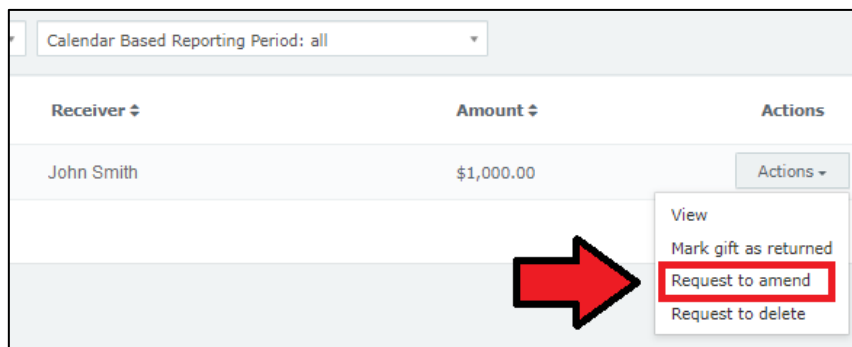 Calendar Based Reporting Period: all
Receiver Amount Actions
John Smith $1,000.00 Actions
View
Mark gift as returned
Request to amend
Request to delete